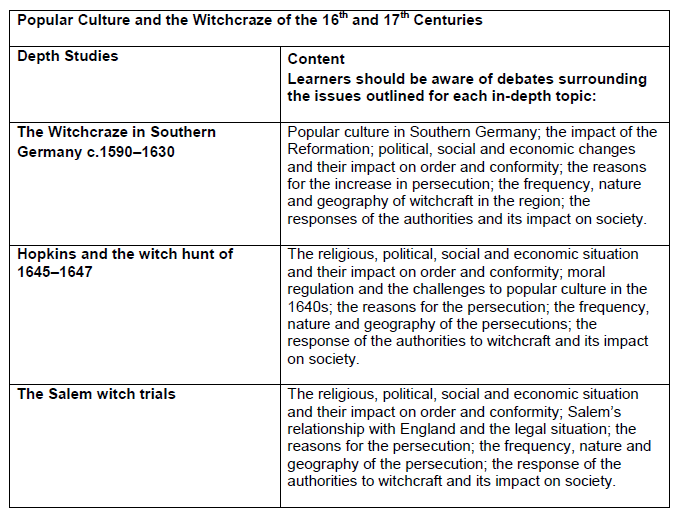 Popular Culture and the Witchcraze of the 16th and 17th Centuries
Depth Studies
Content
Learners should be aware of debates surrounding
the issues outlined for each in-depth topic:
The Witchcraze in Southern
Germany c.1590–1630
Popular culture in Southern Germany; the impact of the
Reformation; political, social and economic changes
and their impact on order and conformity; the reasons
for the increase in persecution; the frequency, nature
and geography of witchcraft in the region; the
responses of the authorities and its impact on society.
Hopkins and the witch hunt of
1645–1647
The religious, political, social and economic situation
and their impact on order and conformity; moral
regulation and the challenges to popular culture in the
1640s; the reasons for the persecution; the frequency,
nature and geography of the persecutions; the
response of the authorities to witchcraft and its impact
on society.
The Salem witch trials
The religious, political, social and economic situation
and their impact on order and conformity; Salem's
relationship with England and the legal situation; the
reasons for the persecution; the frequency, nature and
geography of the persecution; the response of the
authorities to witchcraft and its impact on society.